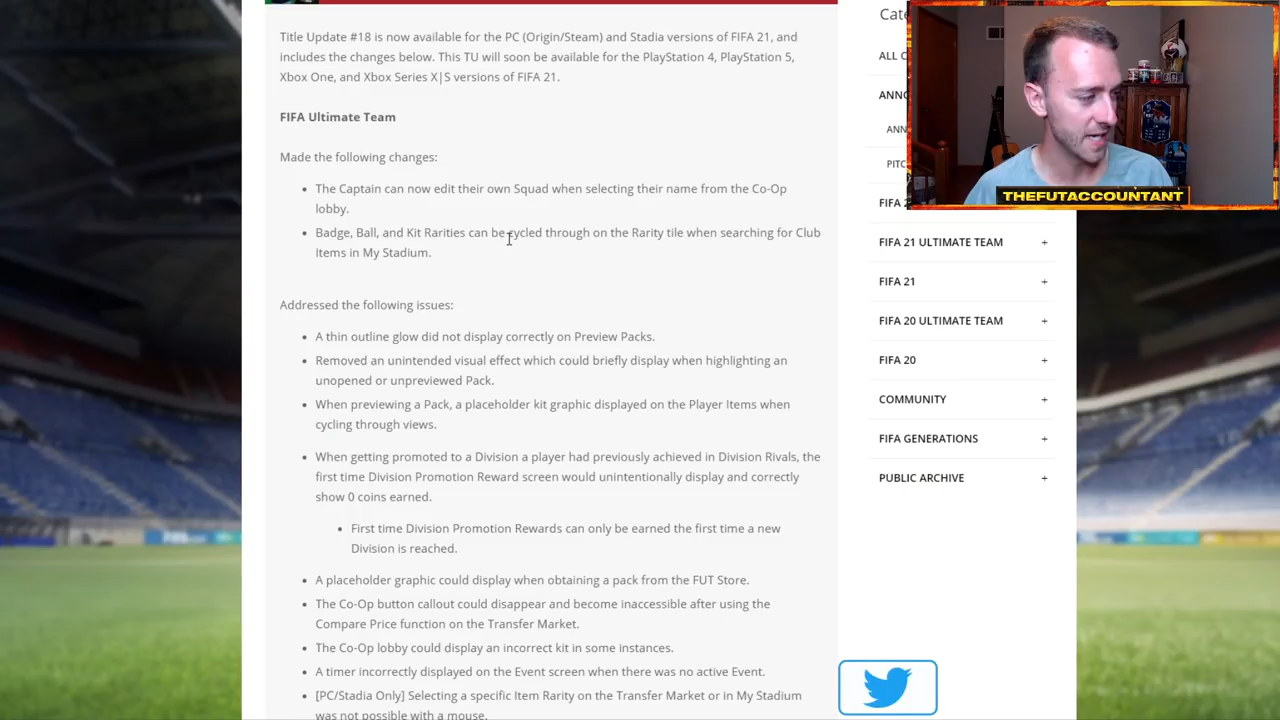 Title Update #18 is now available for the PC (Origin/Steam) and Stadia versions of FIFA 21, and
includes the changes below. This TU will soon be available for the PlayStation 4, PlayStation 5,
Xbox One, and Xbox Series X|S versions of FIFA 21.
FIFA Ultimate Team
Made the following changes:
• The Captain can now edit their own Squad when selecting their name from the Co-Op
lobby.
• Badge, Ball, and Kit Rarities can be cycled through on the Rarity tile when searching for Club
Items in My Stadium.
Addressed the following issues:
• A thin outline glow did not display correctly on Preview Packs.
• Removed an unintended visual effect which could briefly display when highlighting an
unopened or unpreviewed Pack.
• When previewing a Pack, a placeholder kit graphic displayed on the Player Items when
cycling through views.
• When getting promoted to a Division a player had previously achieved in Division Rivals, the
first time Division Promotion Reward screen would unintentionally display and correctly
show 0 coins earned.
• First time Division Promotion Rewards can only be earned the first time a new
Division is reached.
• A placeholder graphic could display when obtaining a pack from the FUT Store.
• The Co-Op button callout could disappear and become inaccessible after using the
Compare Price function on the Transfer Market.
• The Co-Op lobby could display an incorrect kit in some instances.
• A timer incorrectly displayed on the Event screen when there was no active Event.
• [PC/Stadia Only] Selecting a specific Item Rarity on the Transfer Market or in My Stadium
was not possible with a mouse.
Cate
ALL C
ANNO
ANN
PITC
FIFA 2
FIFA 21 ULTIMATE TEAM +
FIFA 21 +
FIFA 20 ULTIMATE TEAM +
FIFA 20 +
COMMUNITY +
FIFA GENERATIONS +
PUBLIC ARCHIVE +
THEFUTACCOUNTANT